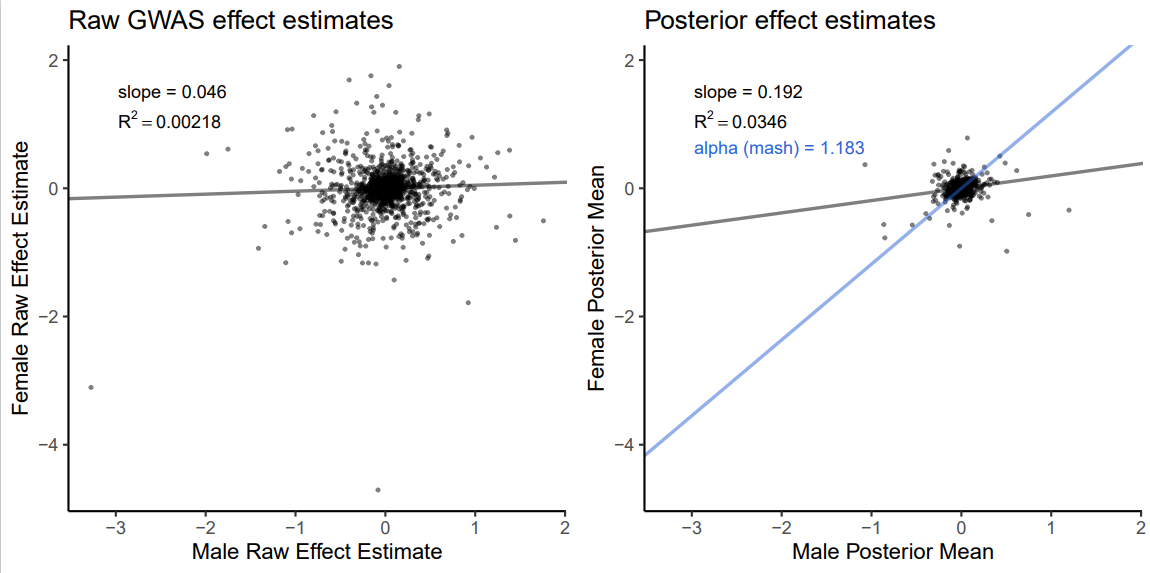 Raw GWAS effect estimates
slope = 0.046
R² = 0.00218
Female Raw Effect Estimate
2
0
−2
−4
−3
−2
−1
0
1
2
Male Raw Effect Estimate
Posterior effect estimates
slope = 0.192
R² = 0.0346
alpha (mash) = 1.183
Female Posterior Mean
2
0
−2
−4
−3
−2
−1
0
1
2
Male Posterior Mean